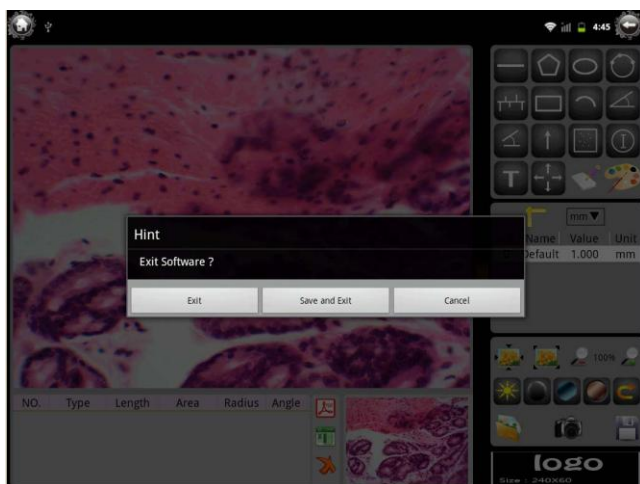 4:45
mm▼
Name Value Unit
Default 1.000 mm
Hint
Exit Software ?
Exit Save and Exit Cancel
100%
NO. Type Length Area Radius Angle
T
logo
Size : 240X60